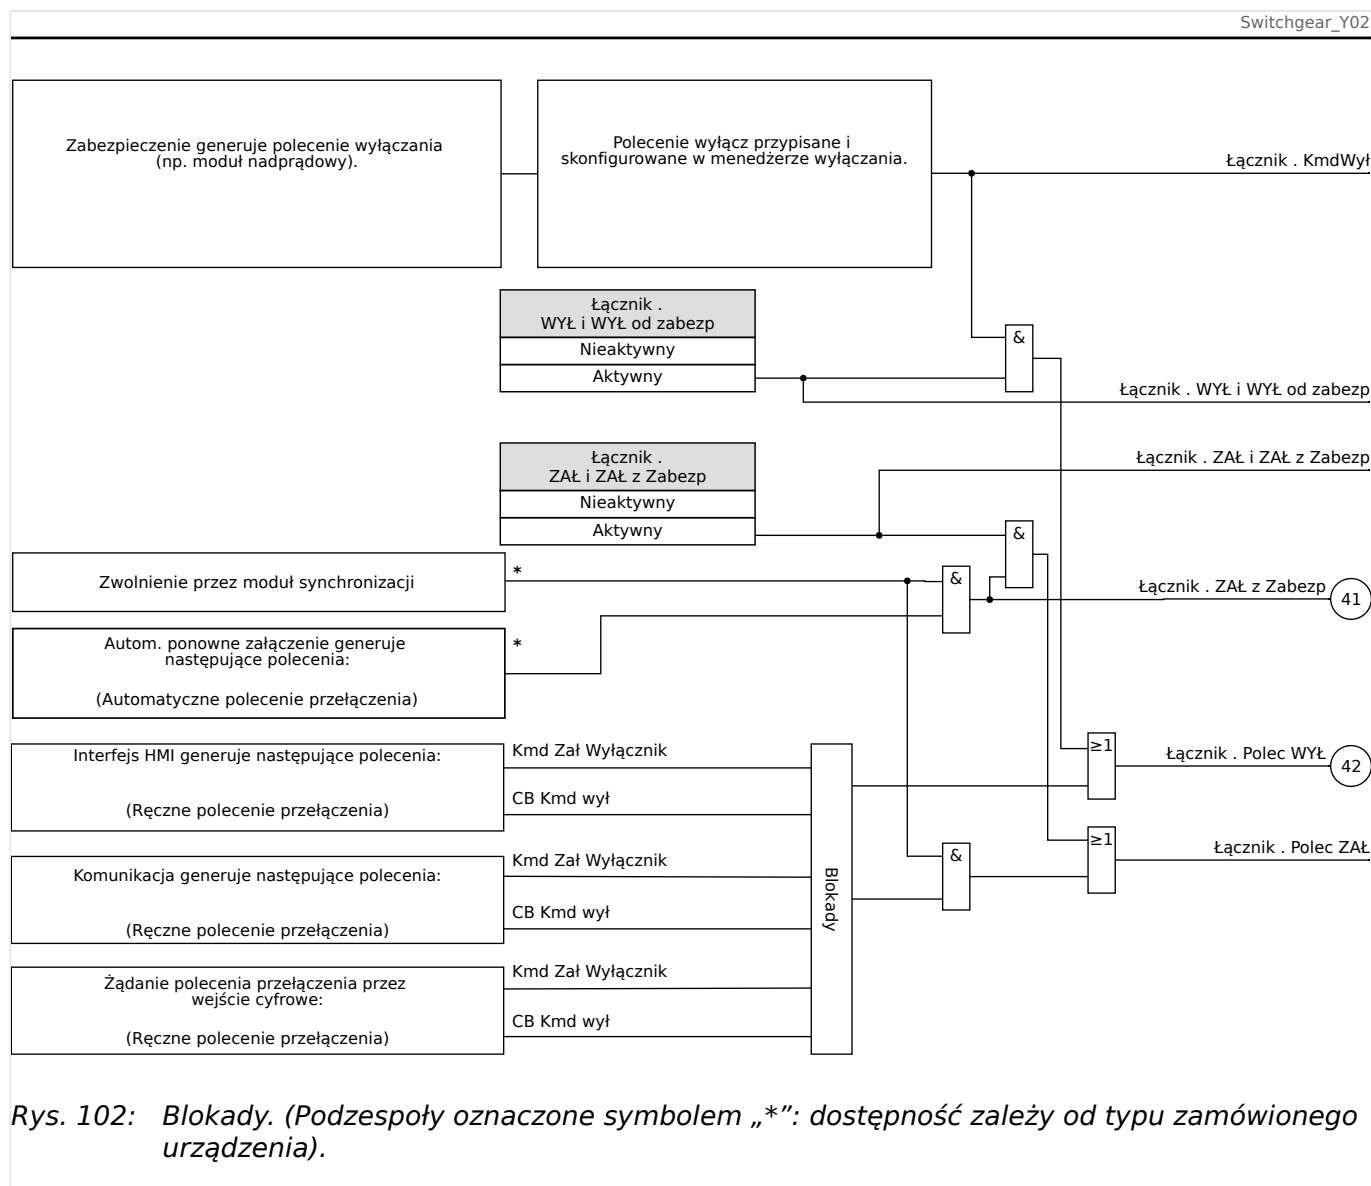 Switchgear_Y02
Zabezpieczenie generuje polecenie wyłączania
(np. moduł nadprądowy).
Polecenie wyłącz przypisane i
skonfigurowane w menedżerze wyłączania.
Łącznik . KmdWył
Łącznik .
WYŁ i WYŁ od zabezp
Nieaktywny
Aktywny
&
Łącznik . WYŁ i WYŁ od zabezp
Łącznik .
ZAŁ i ZAŁ z Zabezp
Nieaktywny
Aktywny
Łącznik . ZAŁ i ZAŁ z Zabezp
&
Zwolnienie przez moduł synchronizacji
*
&
Łącznik . ZAŁ z Zabezp
41
Autom. ponowne załączenie generuje
następujące polecenia:
(Automatyczne polecenie przełączenia)
*
Interfejs HMI generuje następujące polecenia:
(Ręczne polecenie przełączenia)
Kmd Zał Wyłącznik
CB Kmd wył
≥1
Łącznik . Polec WYŁ
42
Komunikacja generuje następujące polecenia:
(Ręczne polecenie przełączenia)
Kmd Zał Wyłącznik
CB Kmd wył
Blokady
&
≥1
Łącznik . Polec ZAŁ
Żądanie polecenia przełączenia przez
wejście cyfrowe:
(Ręczne polecenie przełączenia)
Kmd Zał Wyłącznik
CB Kmd wył
Rys. 102: Blokady. (Podzespoły oznaczone symbolem „*”: dostępność zależy od typu zamówionego
urządzenia).